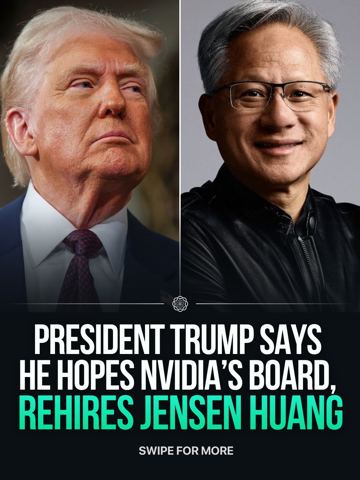 PRESIDENT TRUMP SAYS
HE HOPES NVIDIA'S BOARD,
REHIRES JENSEN HUANG
SWIPE FOR MORE